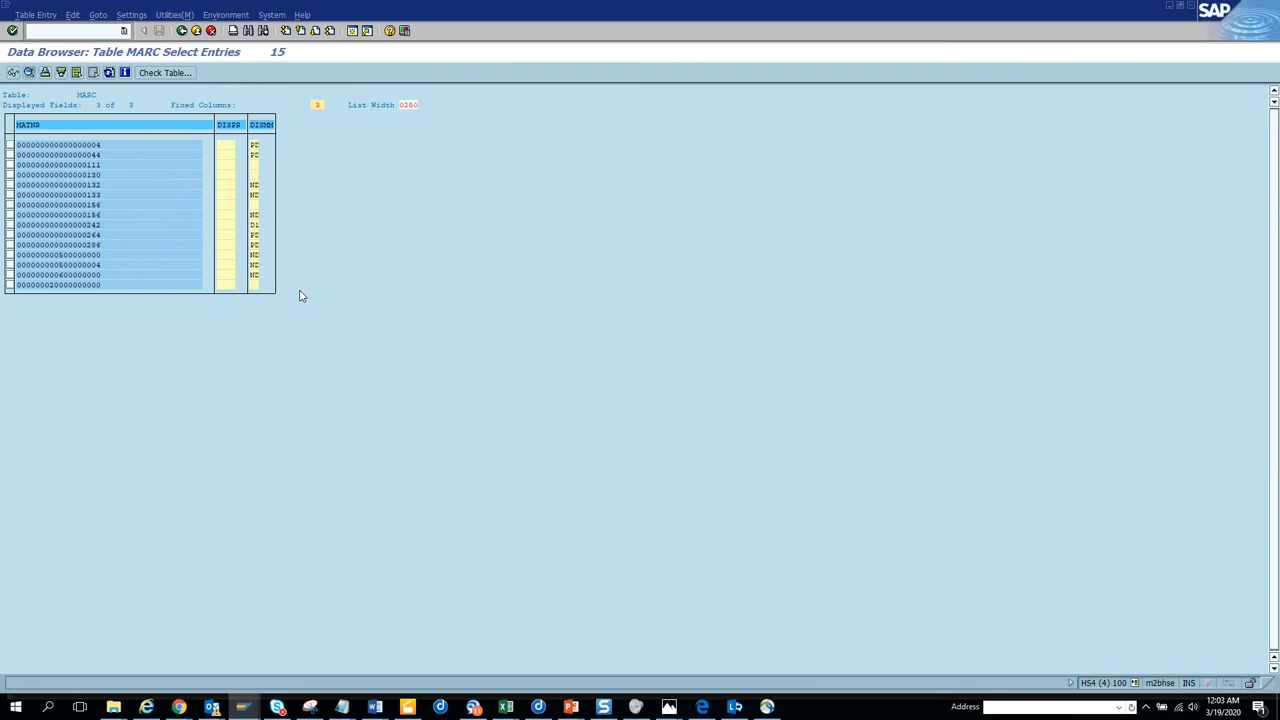 Table Entry Edit Goto Settings Utilities(M) Environment System Help
SAP
Data Browser: Table MARC Select Entries 15
Check Table...
Table: MARC
Displayed Fields: 3 of 3 Fixed Columns: 3 List Width 0250
MATNR DISPR DISMM
000000000000000004 PD
000000000000000044 PD
000000000000000111
000000000000000130
000000000000000132 ND
000000000000000133 ND
000000000000000156
000000000000000156 ND
000000000000000242 D1
000000000000000264 PD
000000000000000286 PD
000000000500000000 ND
000000000500000004 ND
000000000600000000 ND
000000020000000000
HS4 (4) 100 m2bhse INS
Address 12:03 AM
3/19/2020